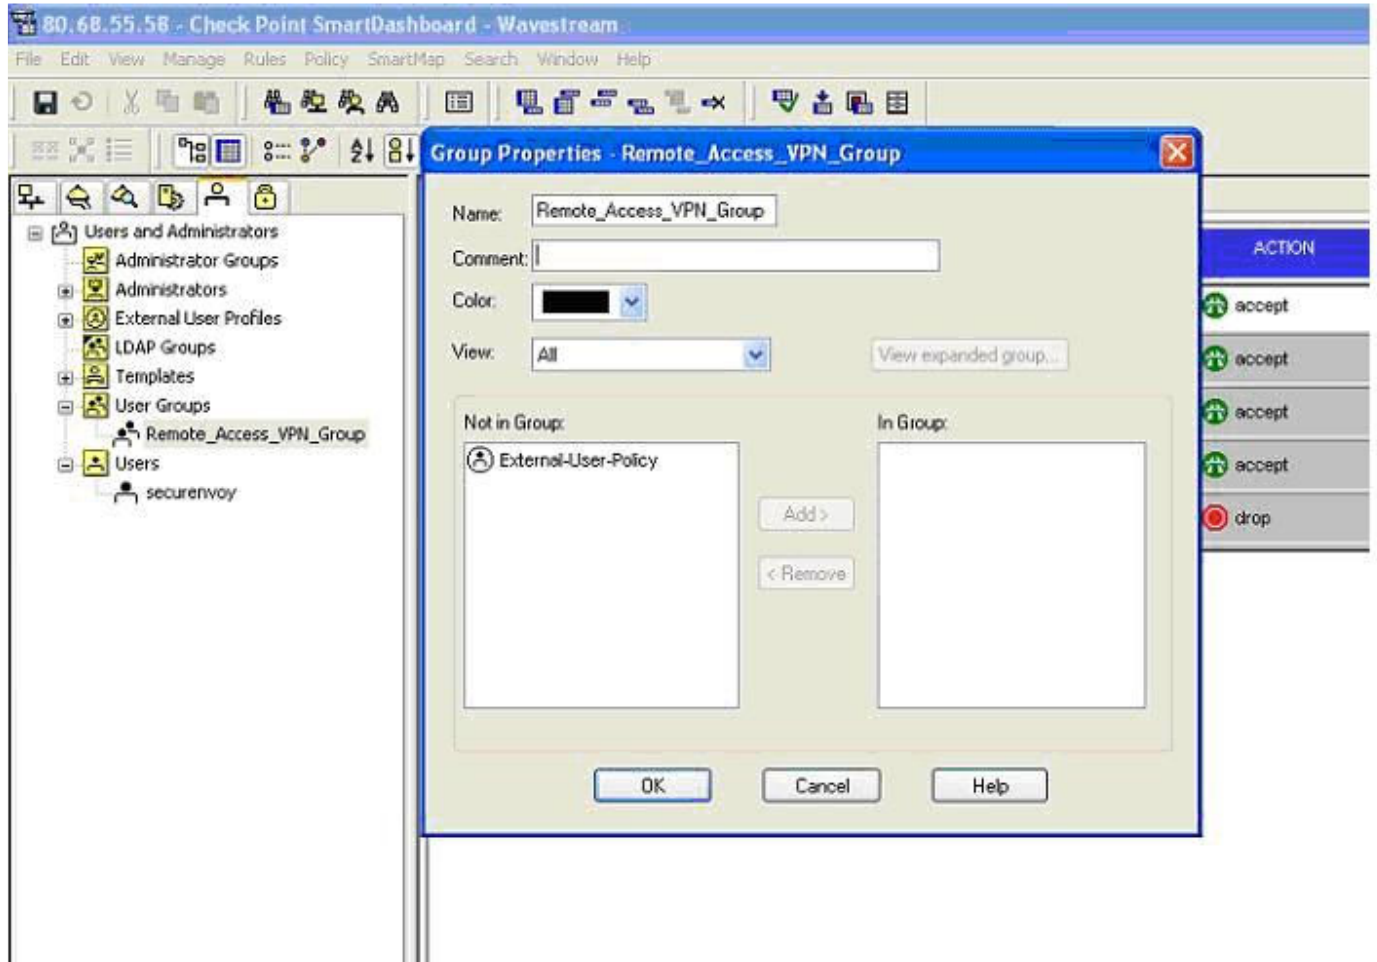 80.68.55.58 - Check Point SmartDashboard - Wavestream
File Edit View Manage Rules Policy SmartMap Search Window Help
Group Properties - Remote_Access_VPN_Group
Users and Administrators
Administrator Groups
Administrators
External User Profiles
LDAP Groups
Templates
User Groups
Remote_Access_VPN_Group
Users
securenvoy
Name: Remote_Access_VPN_Group
Comment:
Color:
View: All View expanded group...
Not in Group: In Group:
External-User-Policy
Add >
< Remove
OK Cancel Help
ACTION
accept
accept
accept
accept
drop